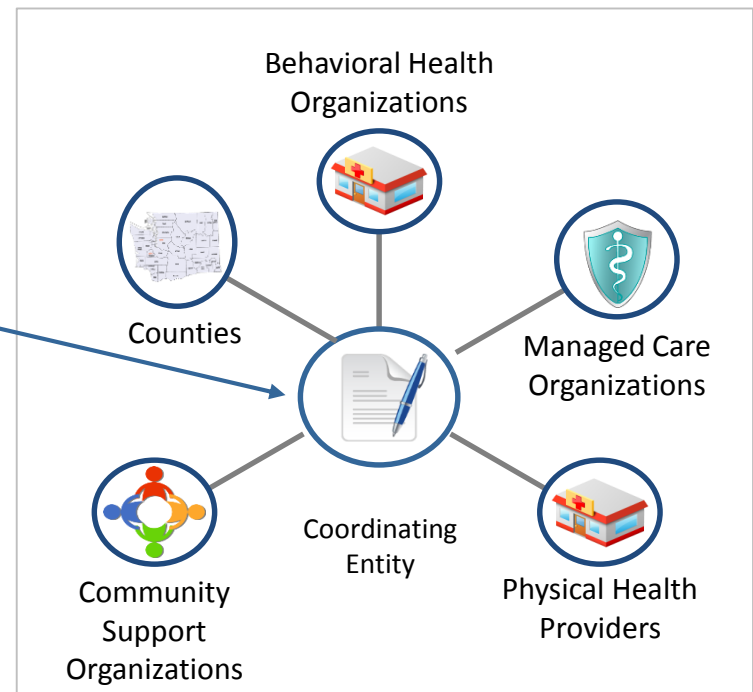 Behavioral Health
Organizations
Counties
Managed Care
Organizations
Coordinating
Entity
Community
Support
Organizations
Physical Health
Providers